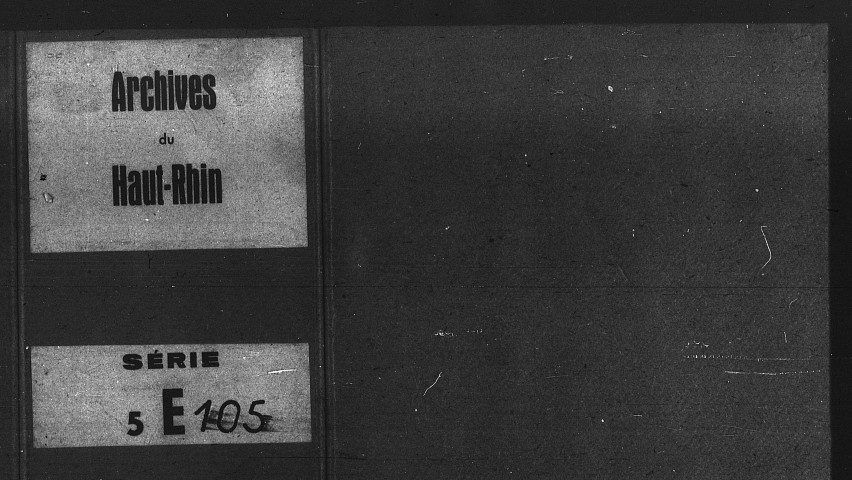 Archives
du
Haut-Rhin
SÉRIE
5 E 105